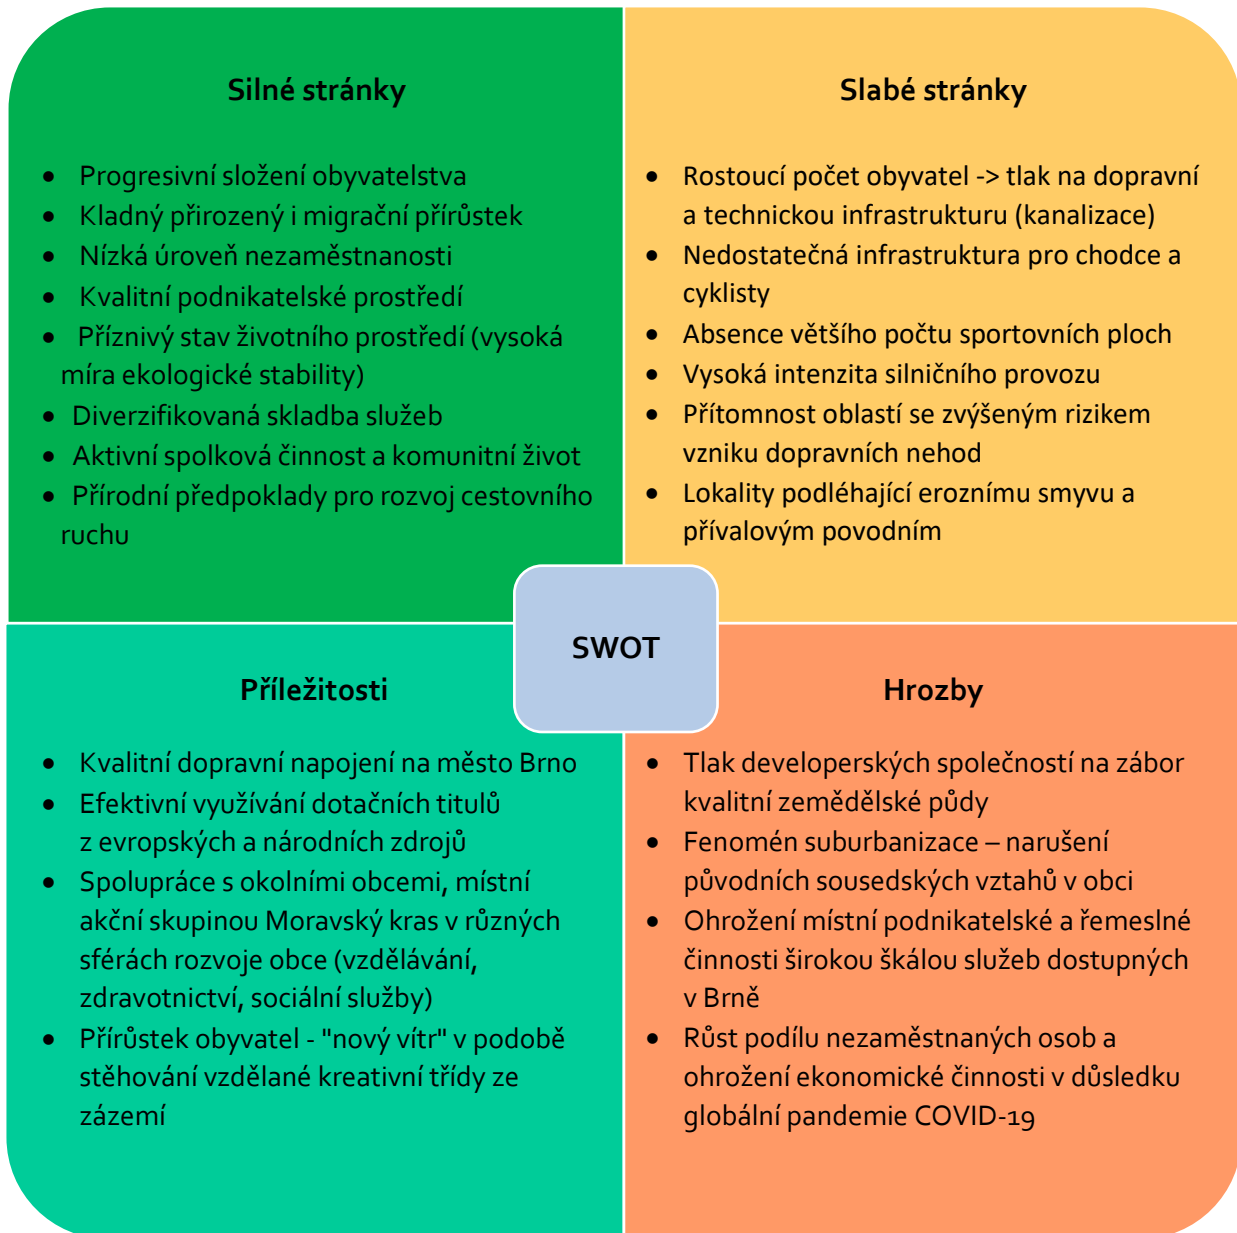 Silné stránky
• Progresivní složení obyvatelstva
• Kladný přirozený i migrační přírůstek
• Nízká úroveň nezaměstnanosti
• Kvalitní podnikatelské prostředí
• Příznivý stav životního prostředí (vysoká
míra ekologické stability)
• Diverzifikovaná skladba služeb
• Aktivní spolková činnost a komunitní život
• Přírodní předpoklady pro rozvoj cestovního
ruchu
Slabé stránky
• Rostoucí počet obyvatel -> tlak na dopravní
a technickou infrastrukturu (kanalizace)
• Nedostatečná infrastruktura pro chodce a
cyklisty
• Absence většího počtu sportovních ploch
• Vysoká intenzita silničního provozu
• Přítomnost oblastí se zvýšeným rizikem
vzniku dopravních nehod
• Lokality podléhající eroznímu smyvu a
přívalovým povodním
SWOT
Příležitosti
• Kvalitní dopravní napojení na město Brno
• Efektivní využívání dotačních titulů
z evropských a národních zdrojů
• Spolupráce s okolními obcemi, místní
akční skupinou Moravský kras v různých
sférách rozvoje obce (vzdělávání,
zdravotnictví, sociální služby)
• Přírůstek obyvatel - "nový vítr" v podobě
stěhování vzdělané kreativní třídy ze
zázemí
Hrozby
• Tlak developerských společností na zábor
kvalitní zemědělské půdy
• Fenomén suburbanizace – narušení
původních sousedských vztahů v obci
• Ohrožení místní podnikatelské a řemeslné
činnosti širokou škálou služeb dostupných
v Brně
• Růst podílu nezaměstnaných osob a
ohrožení ekonomické činnosti v důsledku
globální pandemie COVID-19